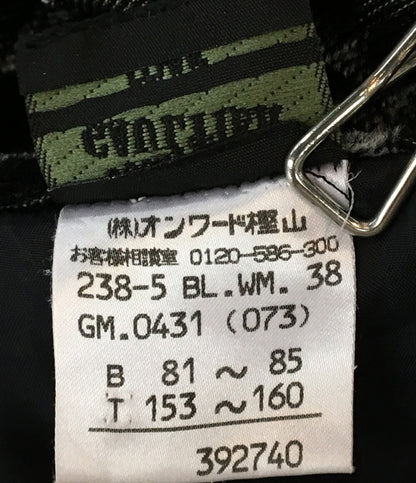 (株)オンワード樫山
お客様相談室 0120-586-300
238-5 BL.WM. 38
GM.0431 (073)
B 81 ～ 85
T 153 ～ 160
392740